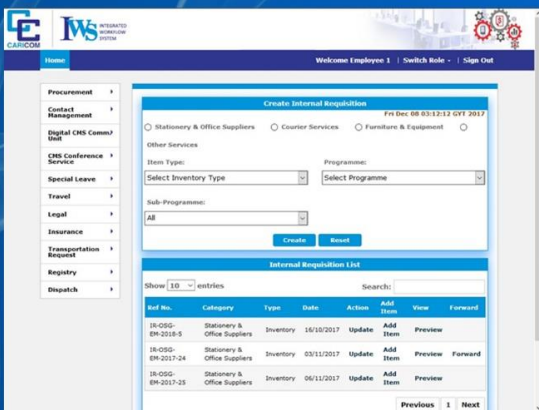 CARICOM
IWS INTEGRATED WORKFLOW SYSTEM
Home
Welcome Employee 1 | Switch Role - | Sign Out
Procurement
Contact Management
Digital CMS Comm/ Unit
CMS Conference Service
Special Leave
Travel
Legal
Insurance
Transportation Request
Registry
Dispatch
Create Internal Requisition
Fri Dec 08 03:12:12 GYT 2017
Stationery & Office Suppliers Courier Services Furniture & Equipment
Other Services
Item Type: Programme:
Select Inventory Type Select Programme
Sub-Programme:
All
Create Reset
Internal Requisition List
Show 10 entries Search:
Ref No. Category Type Date Action Add Item View Forward
IR-OSG-EM-2018-5 Stationery & Office Suppliers Inventory 16/10/2017 Update Add Item Preview
IR-OSG-EM-2017-24 Stationery & Office Suppliers Inventory 03/11/2017 Update Add Item Preview Forward
IR-OSG-EM-2017-25 Stationery & Office Suppliers Inventory 06/11/2017 Update Add Item Preview
Previous 1 Next